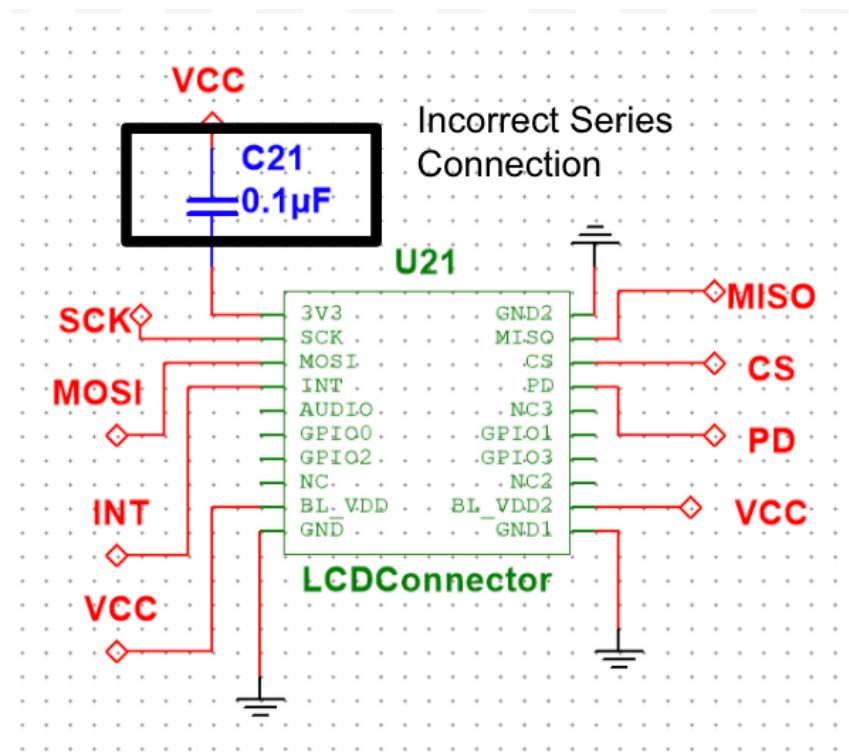 VCC
Incorrect Series
Connection
C21
0.1µF
U21
SCK
MISO
MOSI
CS
INT
PD
VCC
VCC
3V3
SCK
MOSI
INT
AUDIO
GPIO0
GPIO2
NC
BL_VDD
GND
GND2
MISO
CS
PD
NC3
GPIO1
GPIO3
NC2
BL_VDD2
GND1
LCDConnector